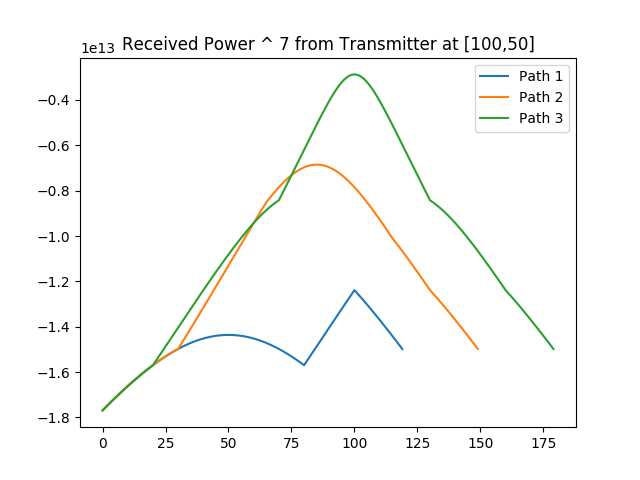 Received Power ^ 7 from Transmitter at [100,50]
1e13
Path 1
Path 2
Path 3
−0.4
−0.6
−0.8
−1.0
−1.2
−1.4
−1.6
−1.8
0 25 50 75 100 125 150 175